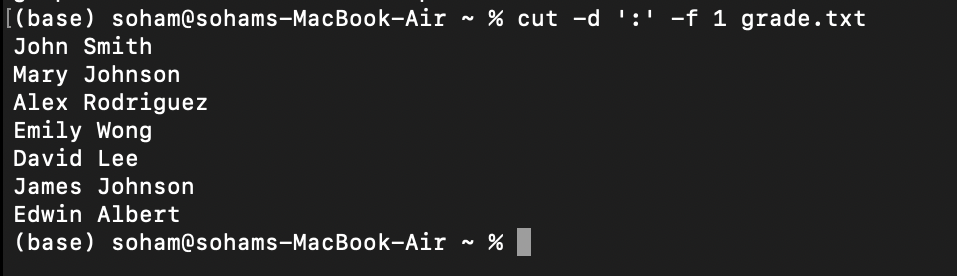 [(base) soham@sohams-MacBook-Air ~ % cut -d ':' -f 1 grade.txt
John Smith
Mary Johnson
Alex Rodriguez
Emily Wong
David Lee
James Johnson
Edwin Albert
(base) soham@sohams-MacBook-Air ~ %